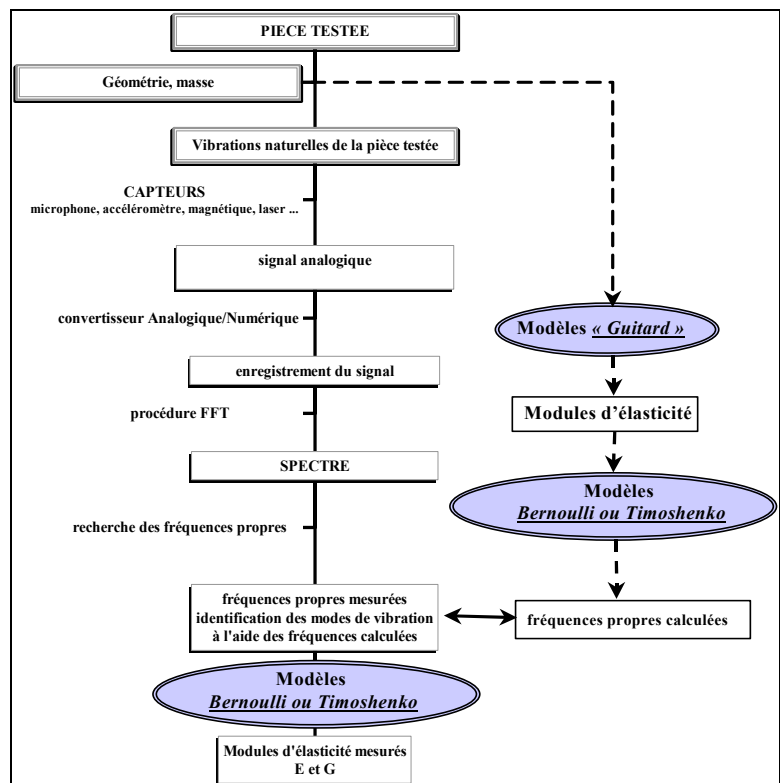 PIECE TESTEE
Géométrie, masse
Vibrations naturelles de la pièce testée
CAPTEURS
microphone, accéléromètre, magnétique, laser ...
signal analogique
convertisseur Analogique/Numérique
enregistrement du signal
procédure FFT
SPECTRE
recherche des fréquences propres
fréquences propres mesurées
identification des modes de vibration
à l'aide des fréquences calculées
Modèles
Bernoulli ou Timoshenko
Modules d'élasticité mesurés
E et G
Modèles « Guitard »
Modules d’élasticité
Modèles
Bernoulli ou Timoshenko
fréquences propres calculées